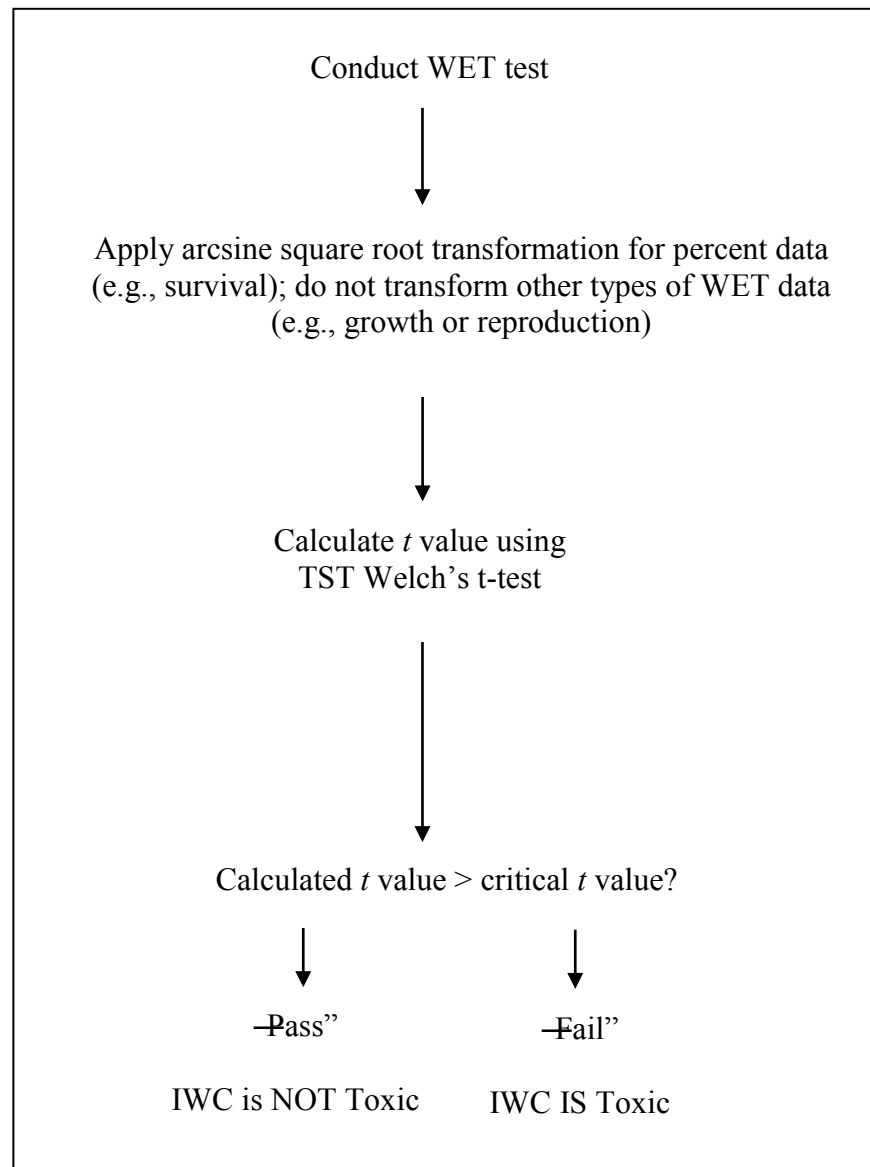 Conduct WET test
Apply arcsine square root transformation for percent data
(e.g., survival); do not transform other types of WET data
(e.g., growth or reproduction)
Calculate t value using
TST Welch’s t-test
Calculated t value > critical t value?
―Pass”
―Fail”
IWC is NOT Toxic
IWC IS Toxic